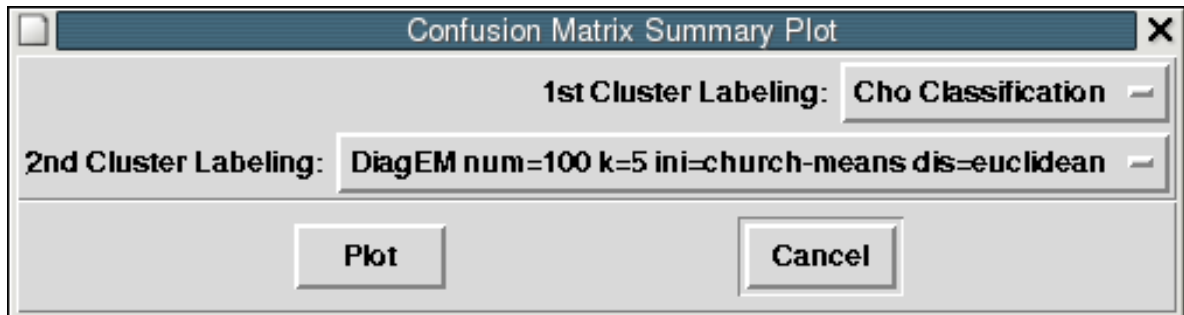 Confusion Matrix Summary Plot
1st Cluster Labeling: Cho Classification
2nd Cluster Labeling: DiagEM num=100 k=5 ini=church-means dis=euclidean
Plot Cancel